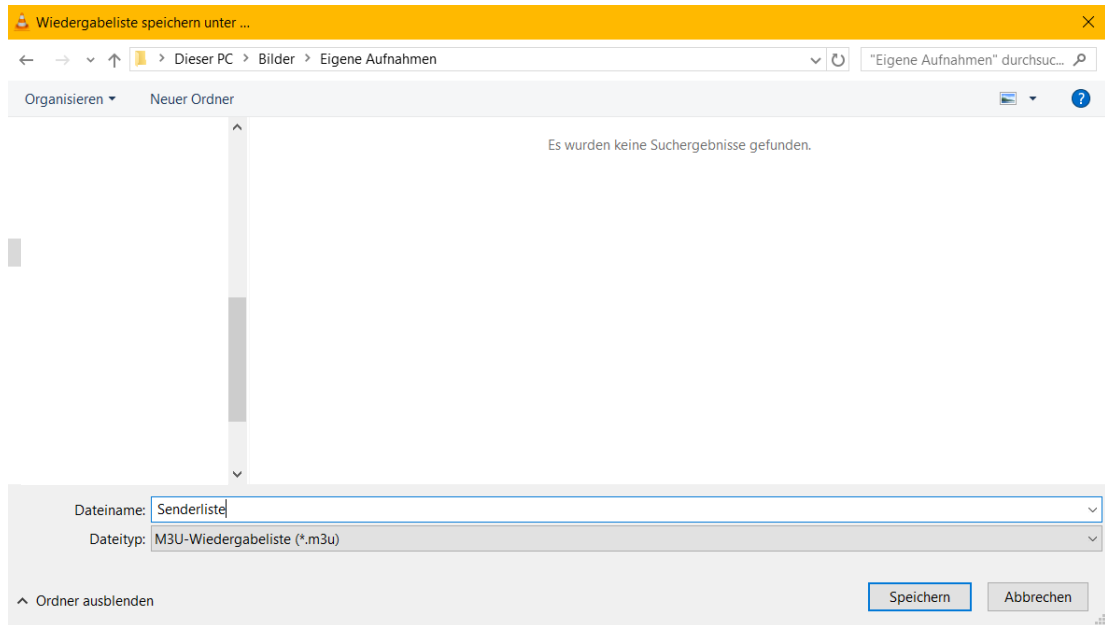 Wiedergabeliste speichern unter ...
Dieser PC > Bilder > Eigene Aufnahmen
"Eigene Aufnahmen" durchsuc...
Organisieren
Neuer Ordner
?
Es wurden keine Suchergebnisse gefunden.
Dateiname: Senderliste
Dateityp: M3U-Wiedergabeliste (*.m3u)
Ordner ausblenden
Speichern
Abbrechen